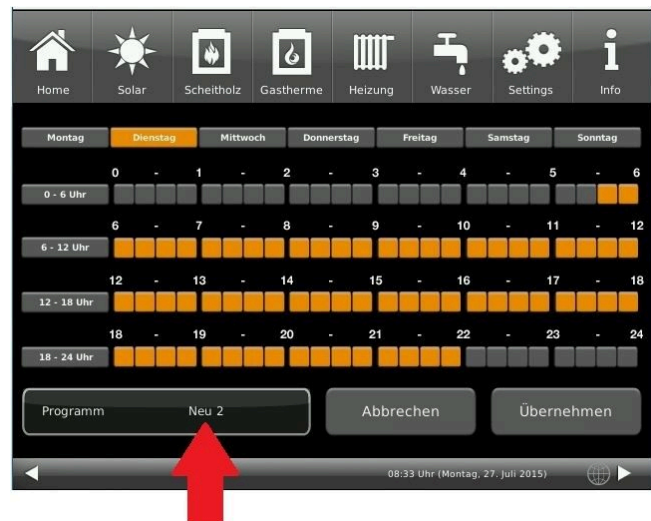 Home Solar Scheitholz Gastherme Heizung Wasser Settings Info
Montag Dienstag Mittwoch Donnerstag Freitag Samstag Sonntag
0 - 1 - 2 - 3 - 4 - 5 - 6
0 - 6 Uhr
6 - 7 - 8 - 9 - 10 - 11 - 12
6 - 12 Uhr
12 - 13 - 14 - 15 - 16 - 17 - 18
12 - 18 Uhr
18 - 19 - 20 - 21 - 22 - 23 - 24
18 - 24 Uhr
Programm Neu 2 Abbrechen Übernehmen
08:33 Uhr (Montag, 27. Juli 2015)